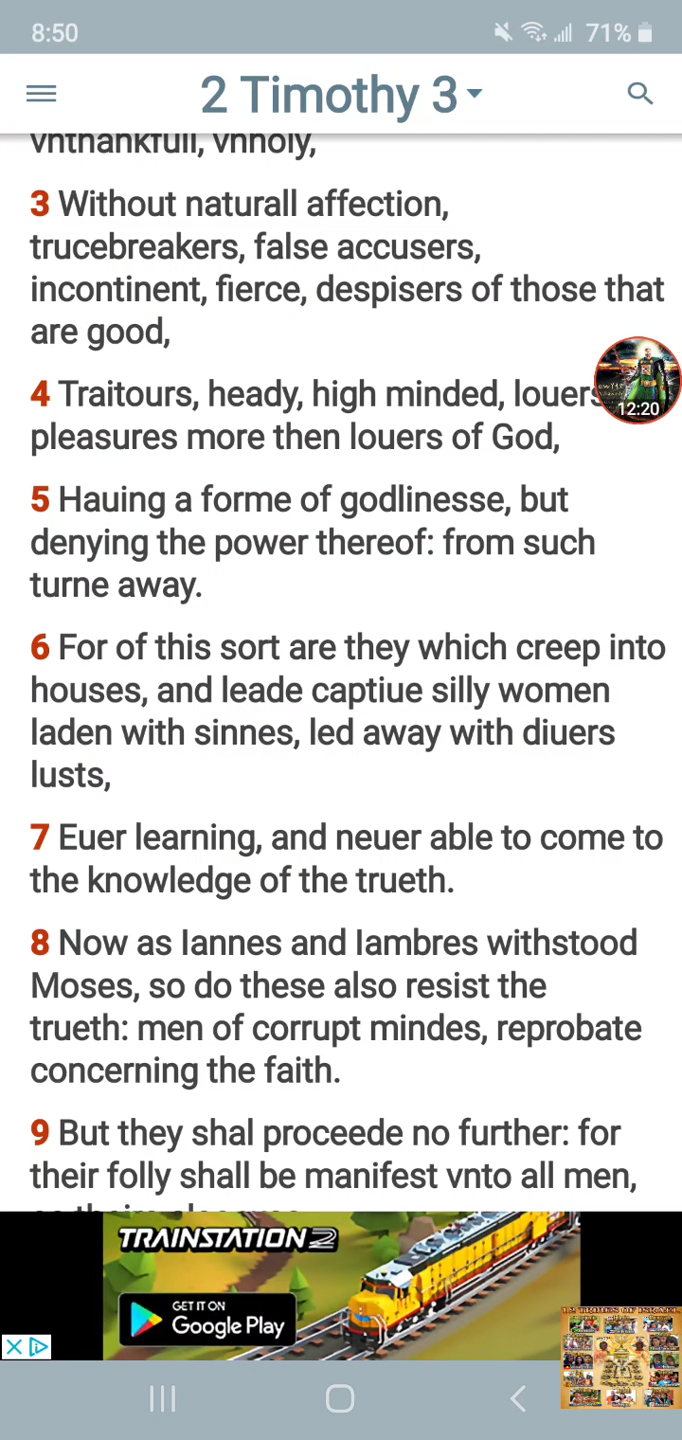 8:50
71%
2 Timothy 3
vnthankfull, vnholy,
3 Without naturall affection,
trucebreakers, false accusers,
incontinent, fierce, despisers of those that
are good,
4 Traitours, heady, high minded, louers
pleasures more then louers of God,
12:20
5 Hauing a forme of godlinesse, but
denying the power thereof: from such
turne away.
6 For of this sort are they which creep into
houses, and leade captiue silly women
laden with sinnes, led away with diuers
lusts,
7 Euer learning, and neuer able to come to
the knowledge of the trueth.
8 Now as Iannes and Iambres withstood
Moses, so do these also resist the
trueth: men of corrupt mindes, reprobate
concerning the faith.
9 But they shal proceede no further: for
their folly shall be manifest vnto all men,
TRAINSTATION 2
GET IT ON
Google Play
12 TRIBES OF ISRAEL